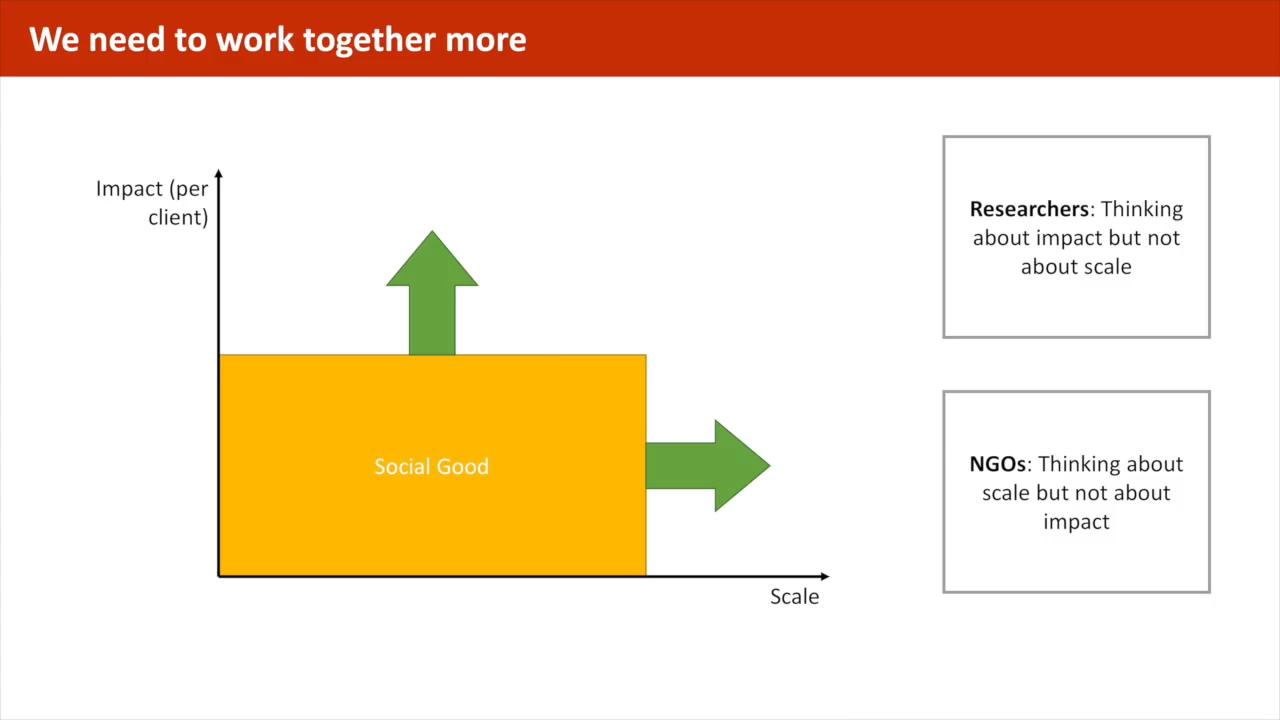 We need to work together more
Impact (per
client)
Social Good
Scale
Researchers: Thinking
about impact but not
about scale
NGOs: Thinking about
scale but not about
impact